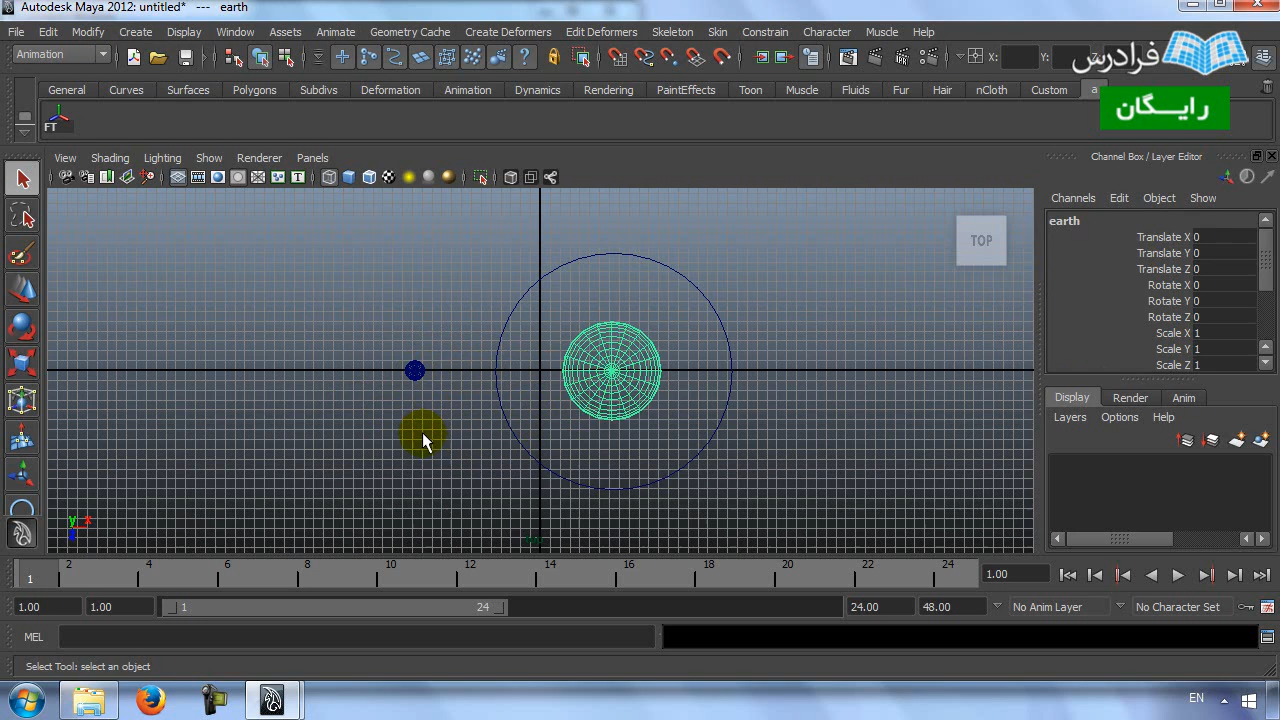 Autodesk Maya 2012: untitled* --- earth
File Edit Modify Create Display Window Assets Animate Geometry Cache Create Deformers Edit Deformers Skeleton Skin Constrain Character Muscle Help
Animation
X: Y:
فرادرس
رایـــگان
General Curves Surfaces Polygons Subdivs Deformation Animation Dynamics Rendering PaintEffects Toon Muscle Fluids Fur Hair nCloth Custom a
FT
View Shading Lighting Show Renderer Panels
Channel Box / Layer Editor
Channels Edit Object Show
earth
Translate X 0
Translate Y 0
Translate Z 0
Rotate X 0
Rotate Y 0
Rotate Z 0
Scale X 1
Scale Y 1
Scale Z 1
TOP
Display Render Anim
Layers Options Help
y x
1 2 4 6 8 10 12 14 16 18 20 22 24 1.00
1.00 1.00 1 24 24.00 48.00 No Anim Layer No Character Set
MEL
Select Tool: select an object
EN